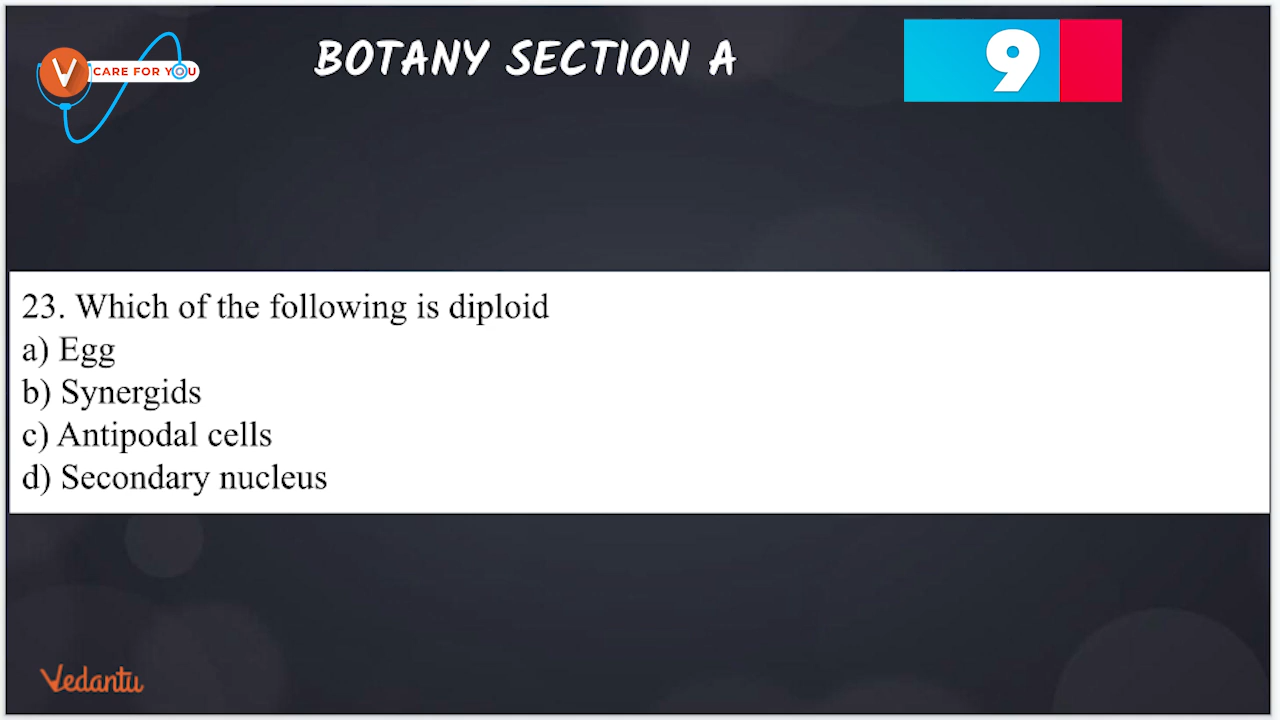 BOTANY SECTION A
9
V CARE FOR YOU
23. Which of the following is diploid
a) Egg
b) Synergids
c) Antipodal cells
d) Secondary nucleus
Vedantu